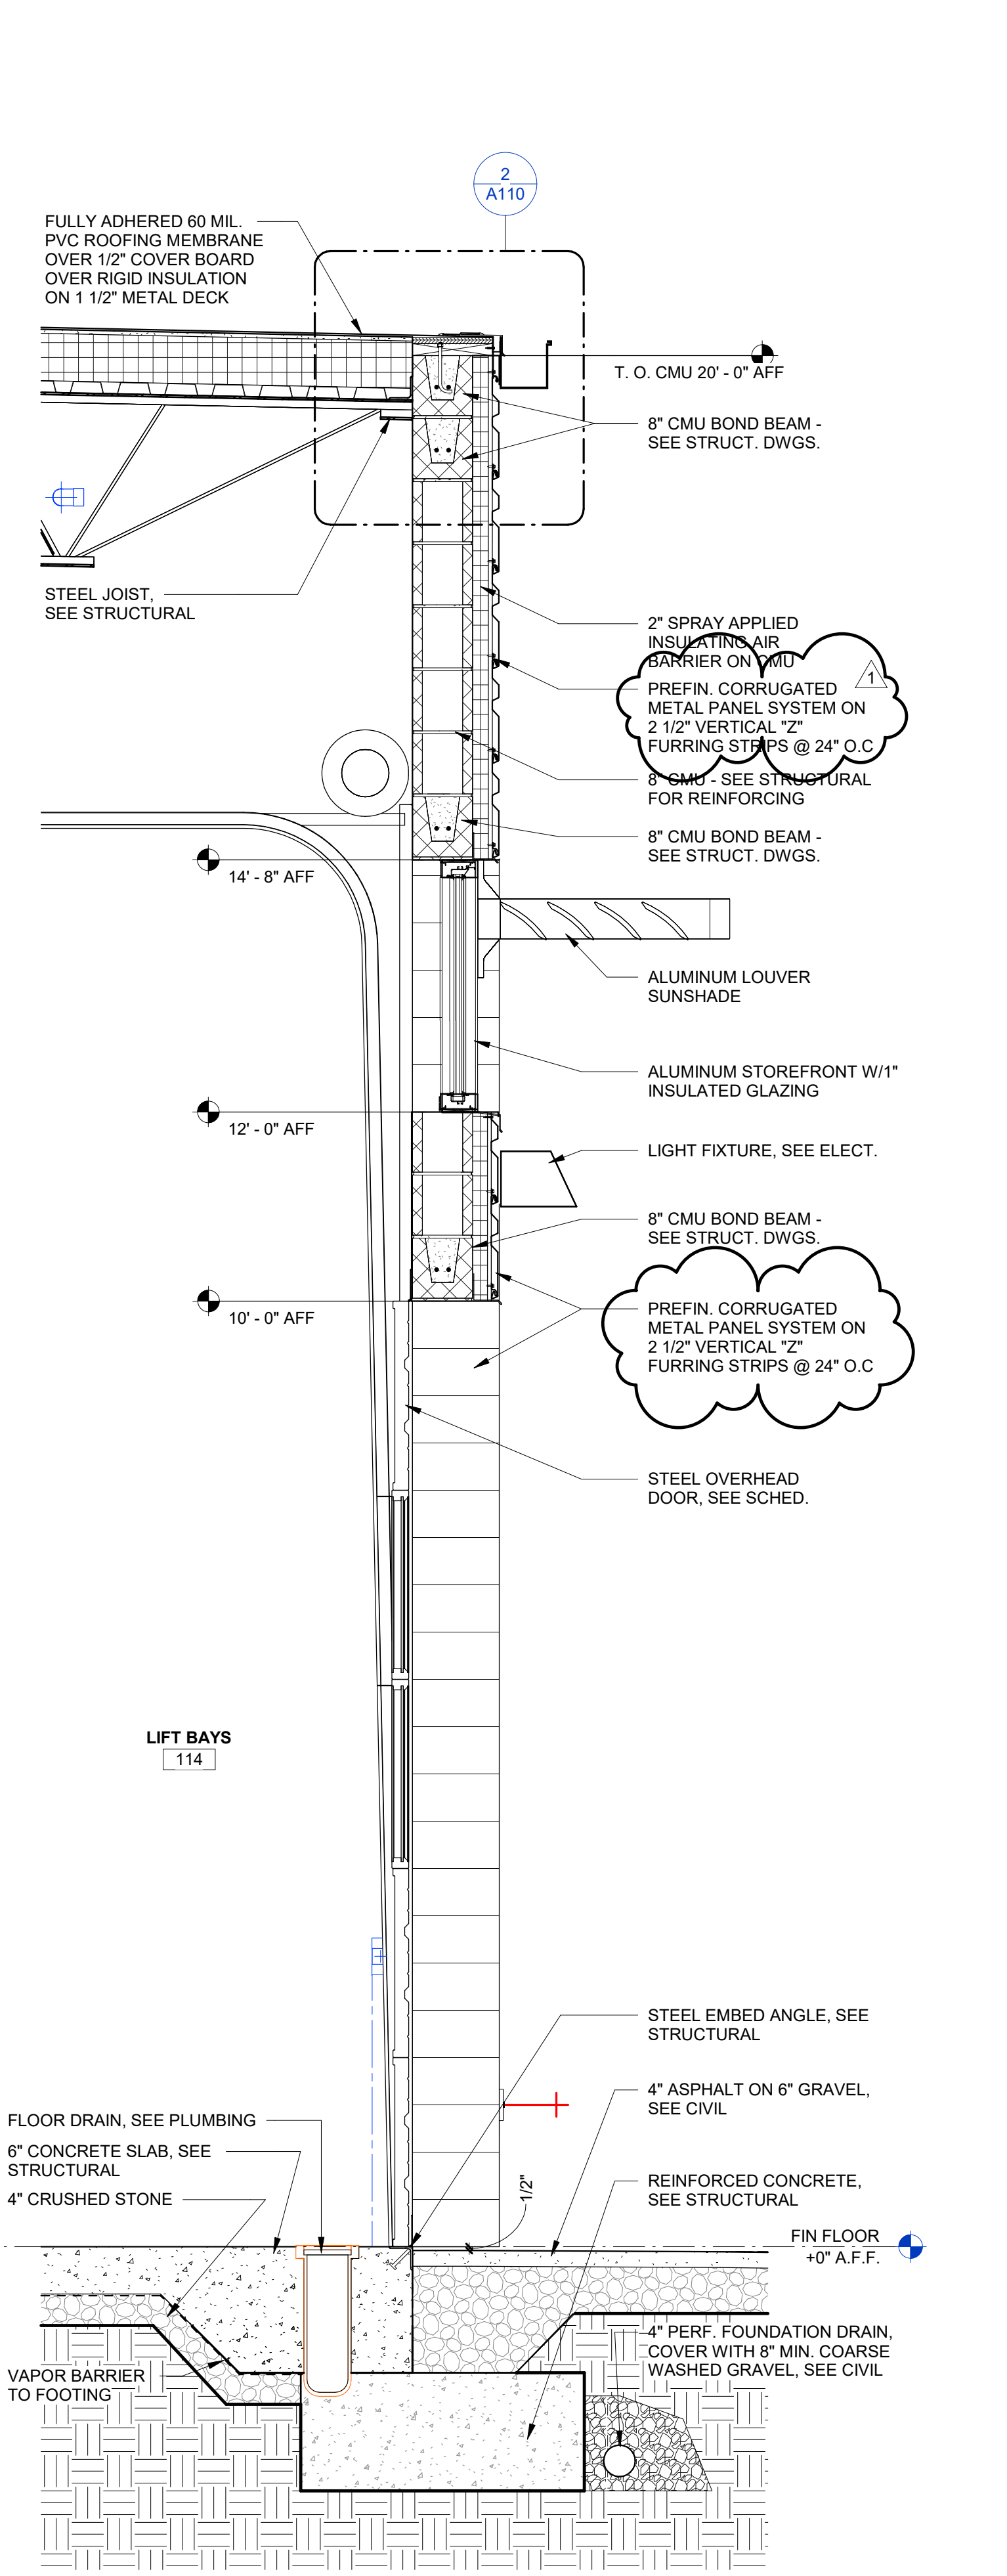 2
A110
FULLY ADHERED 60 MIL.
PVC ROOFING MEMBRANE
OVER 1/2" COVER BOARD
OVER RIGID INSULATION
ON 1 1/2" METAL DECK
T. O. CMU 20' - 0" AFF
8" CMU BOND BEAM -
SEE STRUCT. DWGS.
STEEL JOIST,
SEE STRUCTURAL
2" SPRAY APPLIED
INSULATING AIR
BARRIER ON CMU
1
PREFIN. CORRUGATED
METAL PANEL SYSTEM ON
2 1/2" VERTICAL "Z"
FURRING STRIPS @ 24" O.C
8" CMU - SEE STRUCTURAL
FOR REINFORCING
8" CMU BOND BEAM -
SEE STRUCT. DWGS.
14' - 8" AFF
ALUMINUM LOUVER
SUNSHADE
ALUMINUM STOREFRONT W/1"
INSULATED GLAZING
12' - 0" AFF
LIGHT FIXTURE, SEE ELECT.
8" CMU BOND BEAM -
SEE STRUCT. DWGS.
10' - 0" AFF
PREFIN. CORRUGATED
METAL PANEL SYSTEM ON
2 1/2" VERTICAL "Z"
FURRING STRIPS @ 24" O.C
STEEL OVERHEAD
DOOR, SEE SCHED.
LIFT BAYS
114
STEEL EMBED ANGLE, SEE
STRUCTURAL
4" ASPHALT ON 6" GRAVEL,
SEE CIVIL
FLOOR DRAIN, SEE PLUMBING
6" CONCRETE SLAB, SEE
STRUCTURAL
4" CRUSHED STONE
1/2"
REINFORCED CONCRETE,
SEE STRUCTURAL
FIN FLOOR
+0" A.F.F.
4" PERF. FOUNDATION DRAIN,
COVER WITH 8" MIN. COARSE
WASHED GRAVEL, SEE CIVIL
VAPOR BARRIER
TO FOOTING